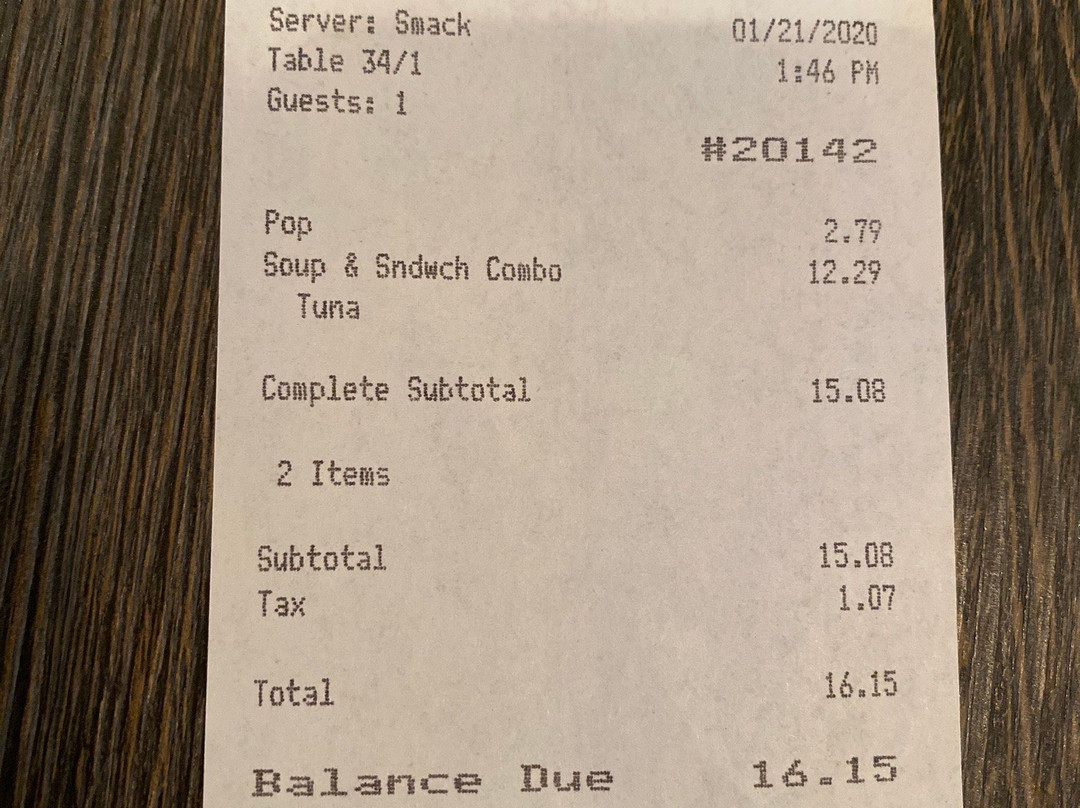 Server: Smack 01/21/2020
Table 34/1 1:46 PM
Guests: 1
#20142
Pop 2.79
Soup & Sndwch Combo 12.29
Tuna
Complete Subtotal 15.08
2 Items
Subtotal 15.08
Tax 1.07
Total 16.15
Balance Due 16.15